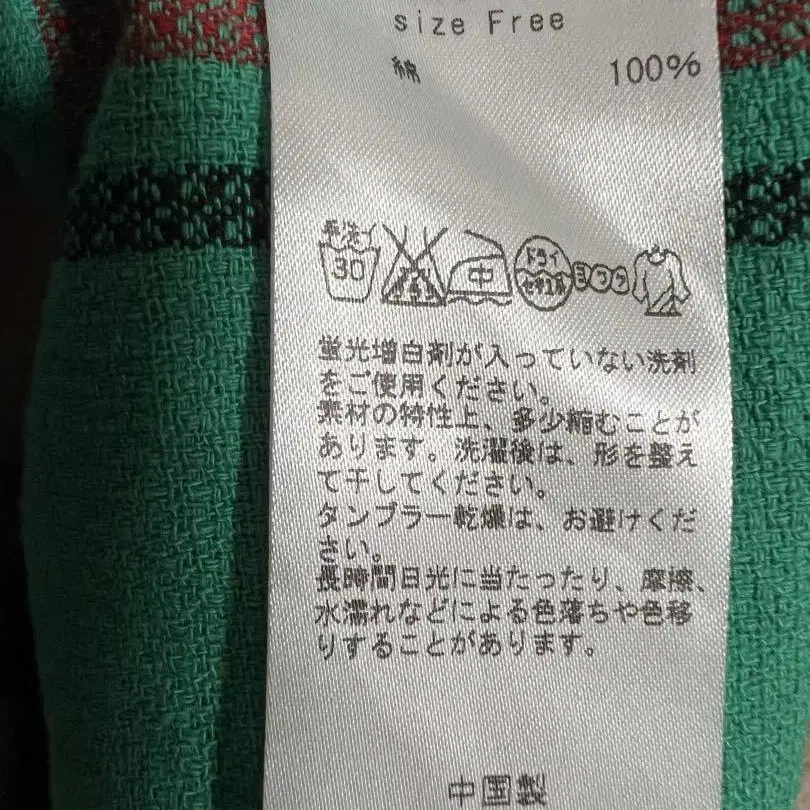 size Free
綿 100%
手洗イ
30
中
ドライ
セキユ系
ヨワク
蛍光増白剤が入っていない洗剤
をご使用ください。
素材の特性上、多少縮むことが
あります。洗濯後は、形を整え
て干してください。
タンブラー乾燥は、お避けくだ
さい。
長時間日光に当たったり、摩擦、
水濡れなどによる色落ちや色移
りすることがあります。
中国製